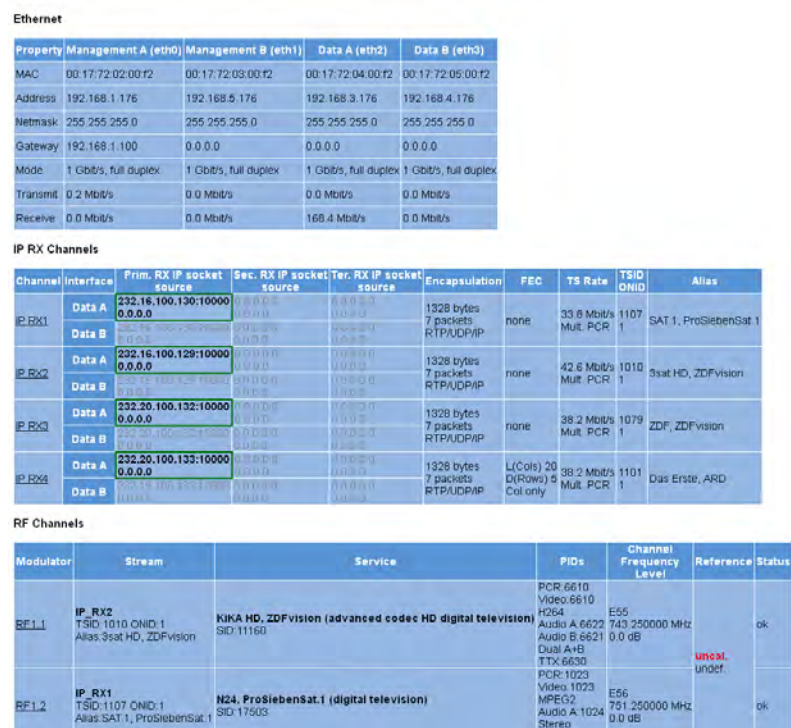 Ethernet
Property Management A (eth0) Management B (eth1) Data A (eth2) Data B (eth3)
MAC 00:17:72:02:00:f2 00:17:72:03:00:f2 00:17:72:04:00:f2 00:17:72:05:00:f2
Address 192.168.1.176 192.168.5.176 192.168.3.176 192.168.4.176
Netmask 255.255.255.0 255.255.255.0 255.255.255.0 255.255.255.0
Gateway 192.168.1.100 0.0.0.0 0.0.0.0 0.0.0.0
Mode 1 Gbit/s, full duplex 1 Gbit/s, full duplex 1 Gbit/s, full duplex 1 Gbit/s, full duplex
Transmit 0.2 Mbit/s 0.0 Mbit/s 0.0 Mbit/s 0.0 Mbit/s
Receive 0.0 Mbit/s 0.0 Mbit/s 168.4 Mbit/s 0.0 Mbit/s
IP RX Channels
Channel Interface Prim. RX IP socket source Sec. RX IP socket source Ter. RX IP socket source Encapsulation FEC TS Rate TSID ONID Alias
IP RX1 Data A 232.16.100.130:10000
0.0.0.0
Data B
1328 bytes
7 packets
RTP/UDP/IP
none
33.8 Mbit/s 1107
Mult. PCR 1
SAT.1, ProSiebenSat.1
IP RX2 Data A 232.16.100.129:10000
0.0.0.0
Data B
1328 bytes
7 packets
RTP/UDP/IP
none
42.6 Mbit/s 1010
Mult. PCR 1
3sat HD, ZDFvision
IP RX3 Data A 232.20.100.132:10000
0.0.0.0
Data B
1328 bytes
7 packets
RTP/UDP/IP
none
38.2 Mbit/s 1079
Mult. PCR 1
ZDF, ZDFvision
IP RX4 Data A 232.20.100.133:10000
0.0.0.0
Data B
1328 bytes
7 packets
RTP/UDP/IP
L(Cols) 20
D(Rows) 5
Col only
38.2 Mbit/s 1101
Mult. PCR 1
Das Erste, ARD
RF Channels
Modulator Stream Service PIDs Channel Frequency Level Reference Status
RF1.1
IP_RX2
TSID:1010 ONID:1
Alias:3sat HD, ZDFvision
KiKA HD, ZDFvision (advanced codec HD digital television)
SID:11160
PCR:6610
Video:6610
H264
Audio A:6622
Audio B:6621
Dual A+B
TTX:6630
E55
743.250000 MHz
0.0 dB
uncal.
undef.
ok
RF1.2
IP_RX1
TSID:1107 ONID:1
Alias:SAT.1, ProSiebenSat.1
N24, ProSiebenSat.1 (digital television)
SID:17503
PCR:1023
Video:1023
MPEG2
Audio A:1024
Stereo
E56
751.250000 MHz
0.0 dB
ok